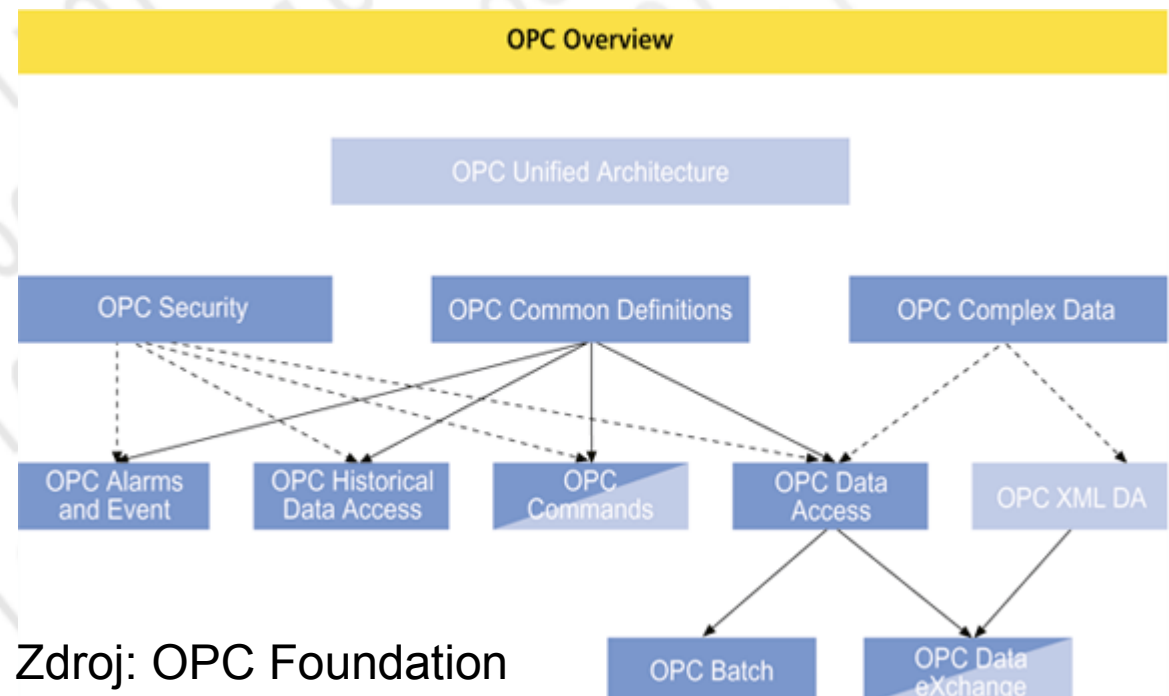 OPC Overview
OPC Unified Architecture
OPC Security
OPC Common Definitions
OPC Complex Data
OPC Alarms
and Event
OPC Historical
Data Access
OPC
Commands
OPC Data
Access
OPC XML DA
Zdroj: OPC Foundation
OPC Batch
OPC Data
eXchange